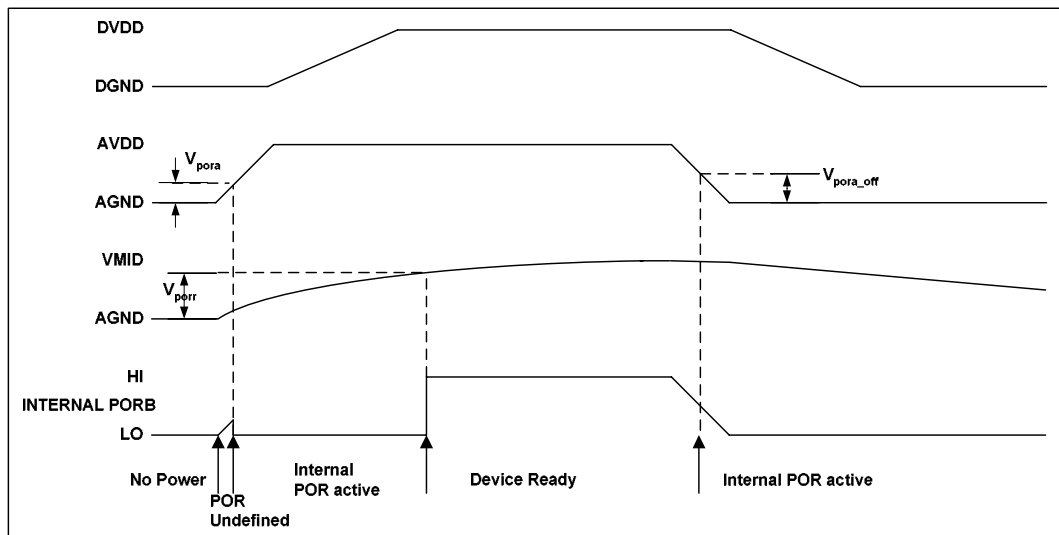 DVDD
DGND
AVDD
Vpora
Vpora_off
AGND
VMID
Vporr
AGND
HI
INTERNAL PORB
LO
No Power
POR
Undefined
Internal
POR active
Device Ready
Internal POR active